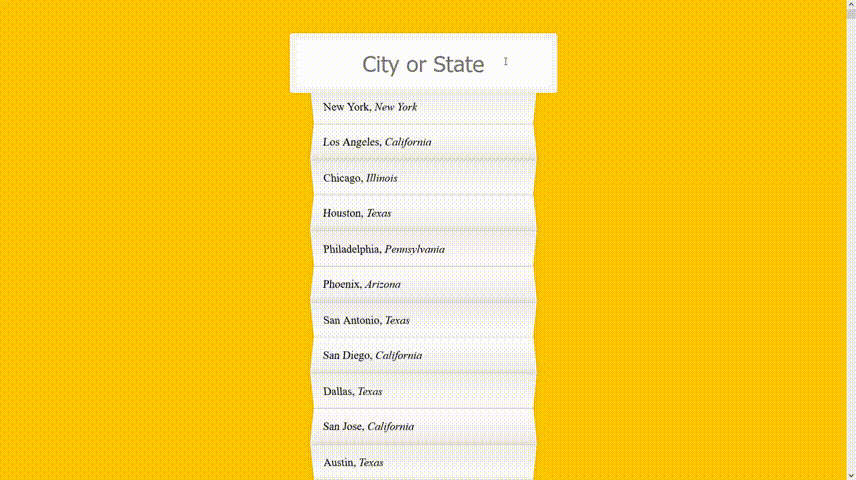 City or State
New York, New York
Los Angeles, California
Chicago, Illinois
Houston, Texas
Philadelphia, Pennsylvania
Phoenix, Arizona
San Antonio, Texas
San Diego, California
Dallas, Texas
San Jose, California
Austin, Texas